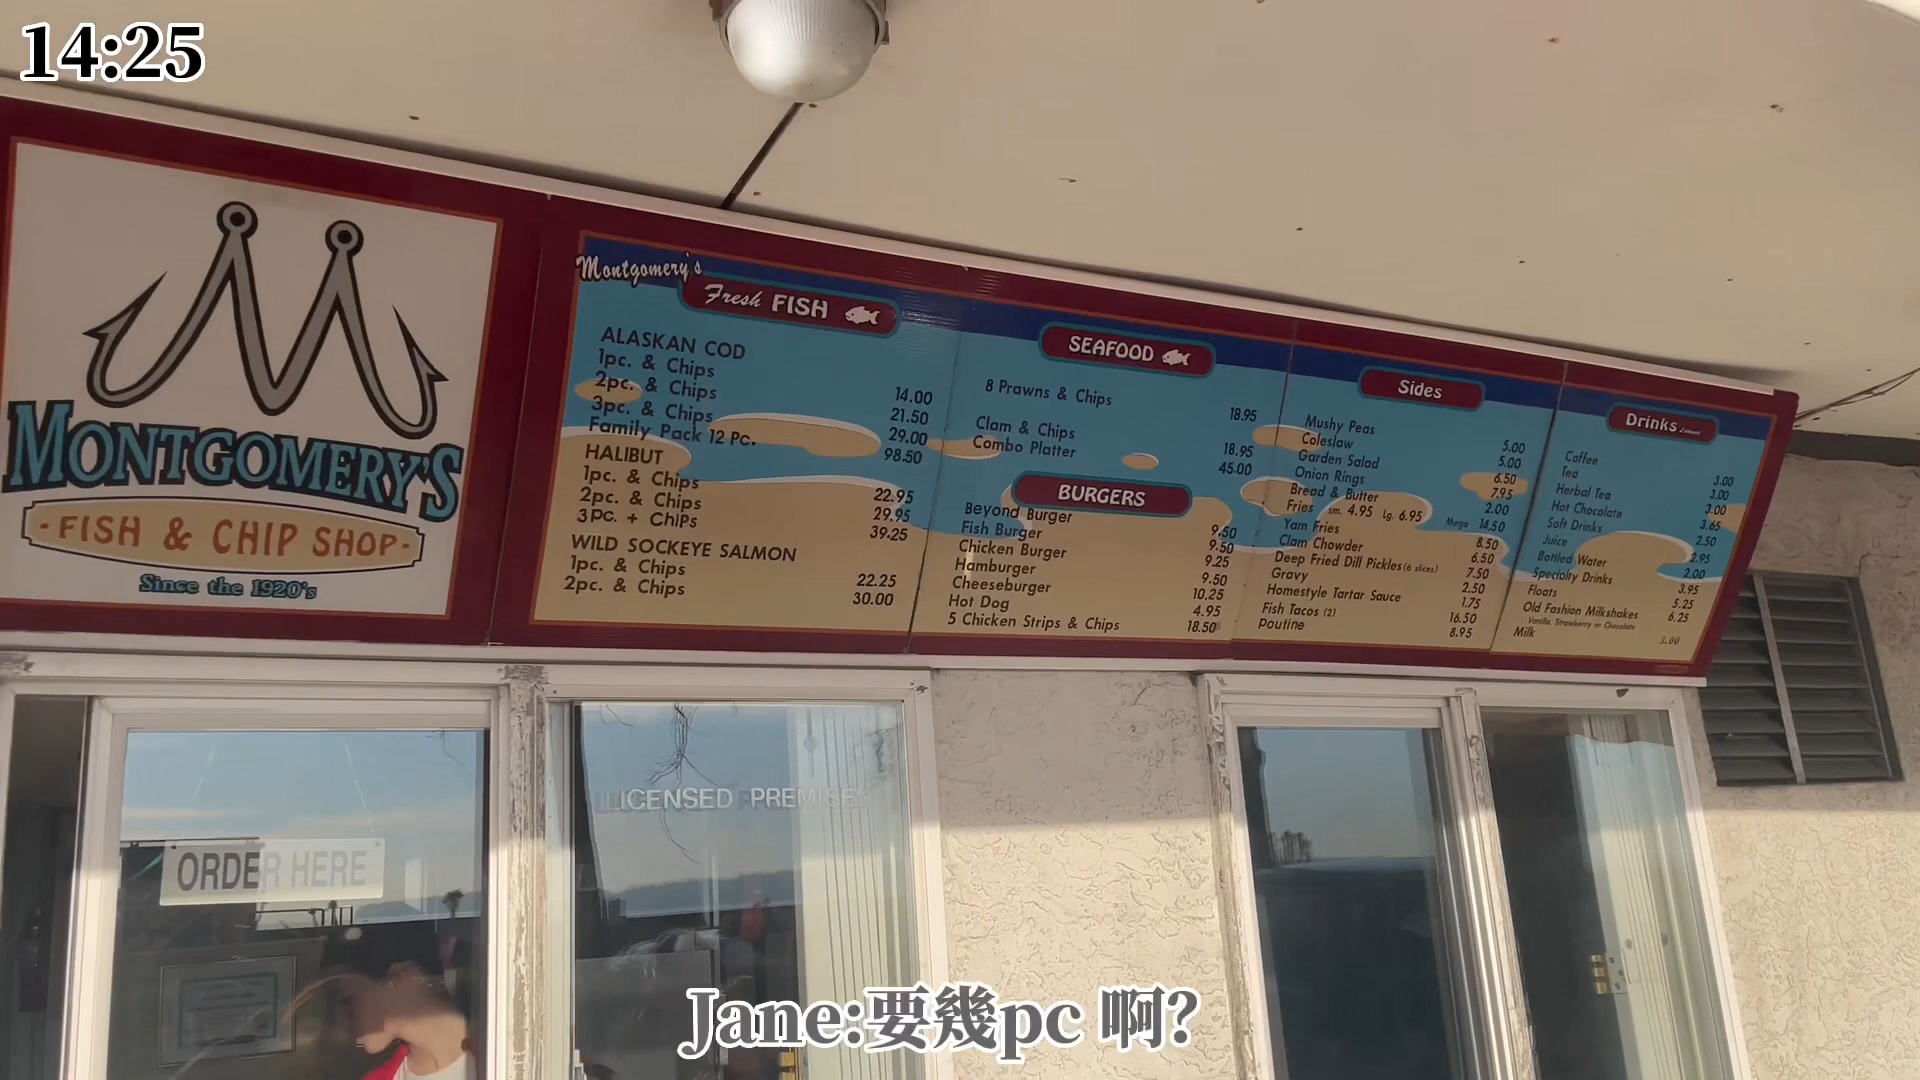 14:25
MONTGOMERY'S
- FISH & CHIP SHOP -
Since the 1920's
Montgomery's
Fresh FISH
ALASKAN COD
1pc. & Chips 14.00
2pc. & Chips 21.50
3pc. & Chips 29.00
Family Pack 12 Pc. 98.50
HALIBUT
1pc. & Chips 22.95
2pc. & Chips 29.95
3pc. + Chips 39.25
WILD SOCKEYE SALMON
1pc. & Chips 22.25
2pc. & Chips 30.00
SEAFOOD
8 Prawns & Chips 18.95
Clam & Chips 18.95
Combo Platter 45.00
BURGERS
Beyond Burger 9.50
Fish Burger 9.50
Chicken Burger 9.25
Hamburger 9.50
Cheeseburger 10.25
Hot Dog 4.95
5 Chicken Strips & Chips 18.50
Sides
Mushy Peas 5.00
Coleslaw 5.00
Garden Salad 6.50
Onion Rings 7.95
Bread & Butter 2.00
Fries sm. 4.95 Lg. 6.95 Mega 14.50
Yam Fries 8.50
Clam Chowder 6.50
Deep Fried Dill Pickles (6 slices) 7.50
Gravy 2.50
Homestyle Tartar Sauce 1.75
Fish Tacos (2) 16.50
Poutine 8.95
Drinks
Coffee 3.00
Tea 3.00
Herbal Tea 3.00
Hot Chocolate 3.65
Soft Drinks 2.50
Juice 2.95
Bottled Water 2.00
Specialty Drinks 3.95
Floats 5.25
Old Fashion Milkshakes 6.25
Vanilla, Strawberry or Chocolate
Milk 3.00
LICENSED PREMISES
ORDER HERE
Jane:要幾pc 啊?